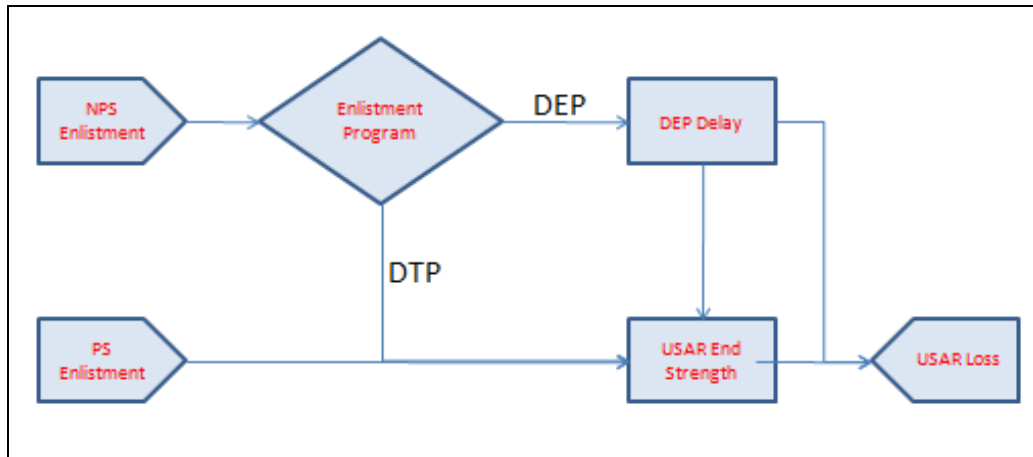 NPS
Enlistment
Enlistment
Program
DEP
DEP Delay
DTP
PS
Enlistment
USAR End
Strength
USAR Loss